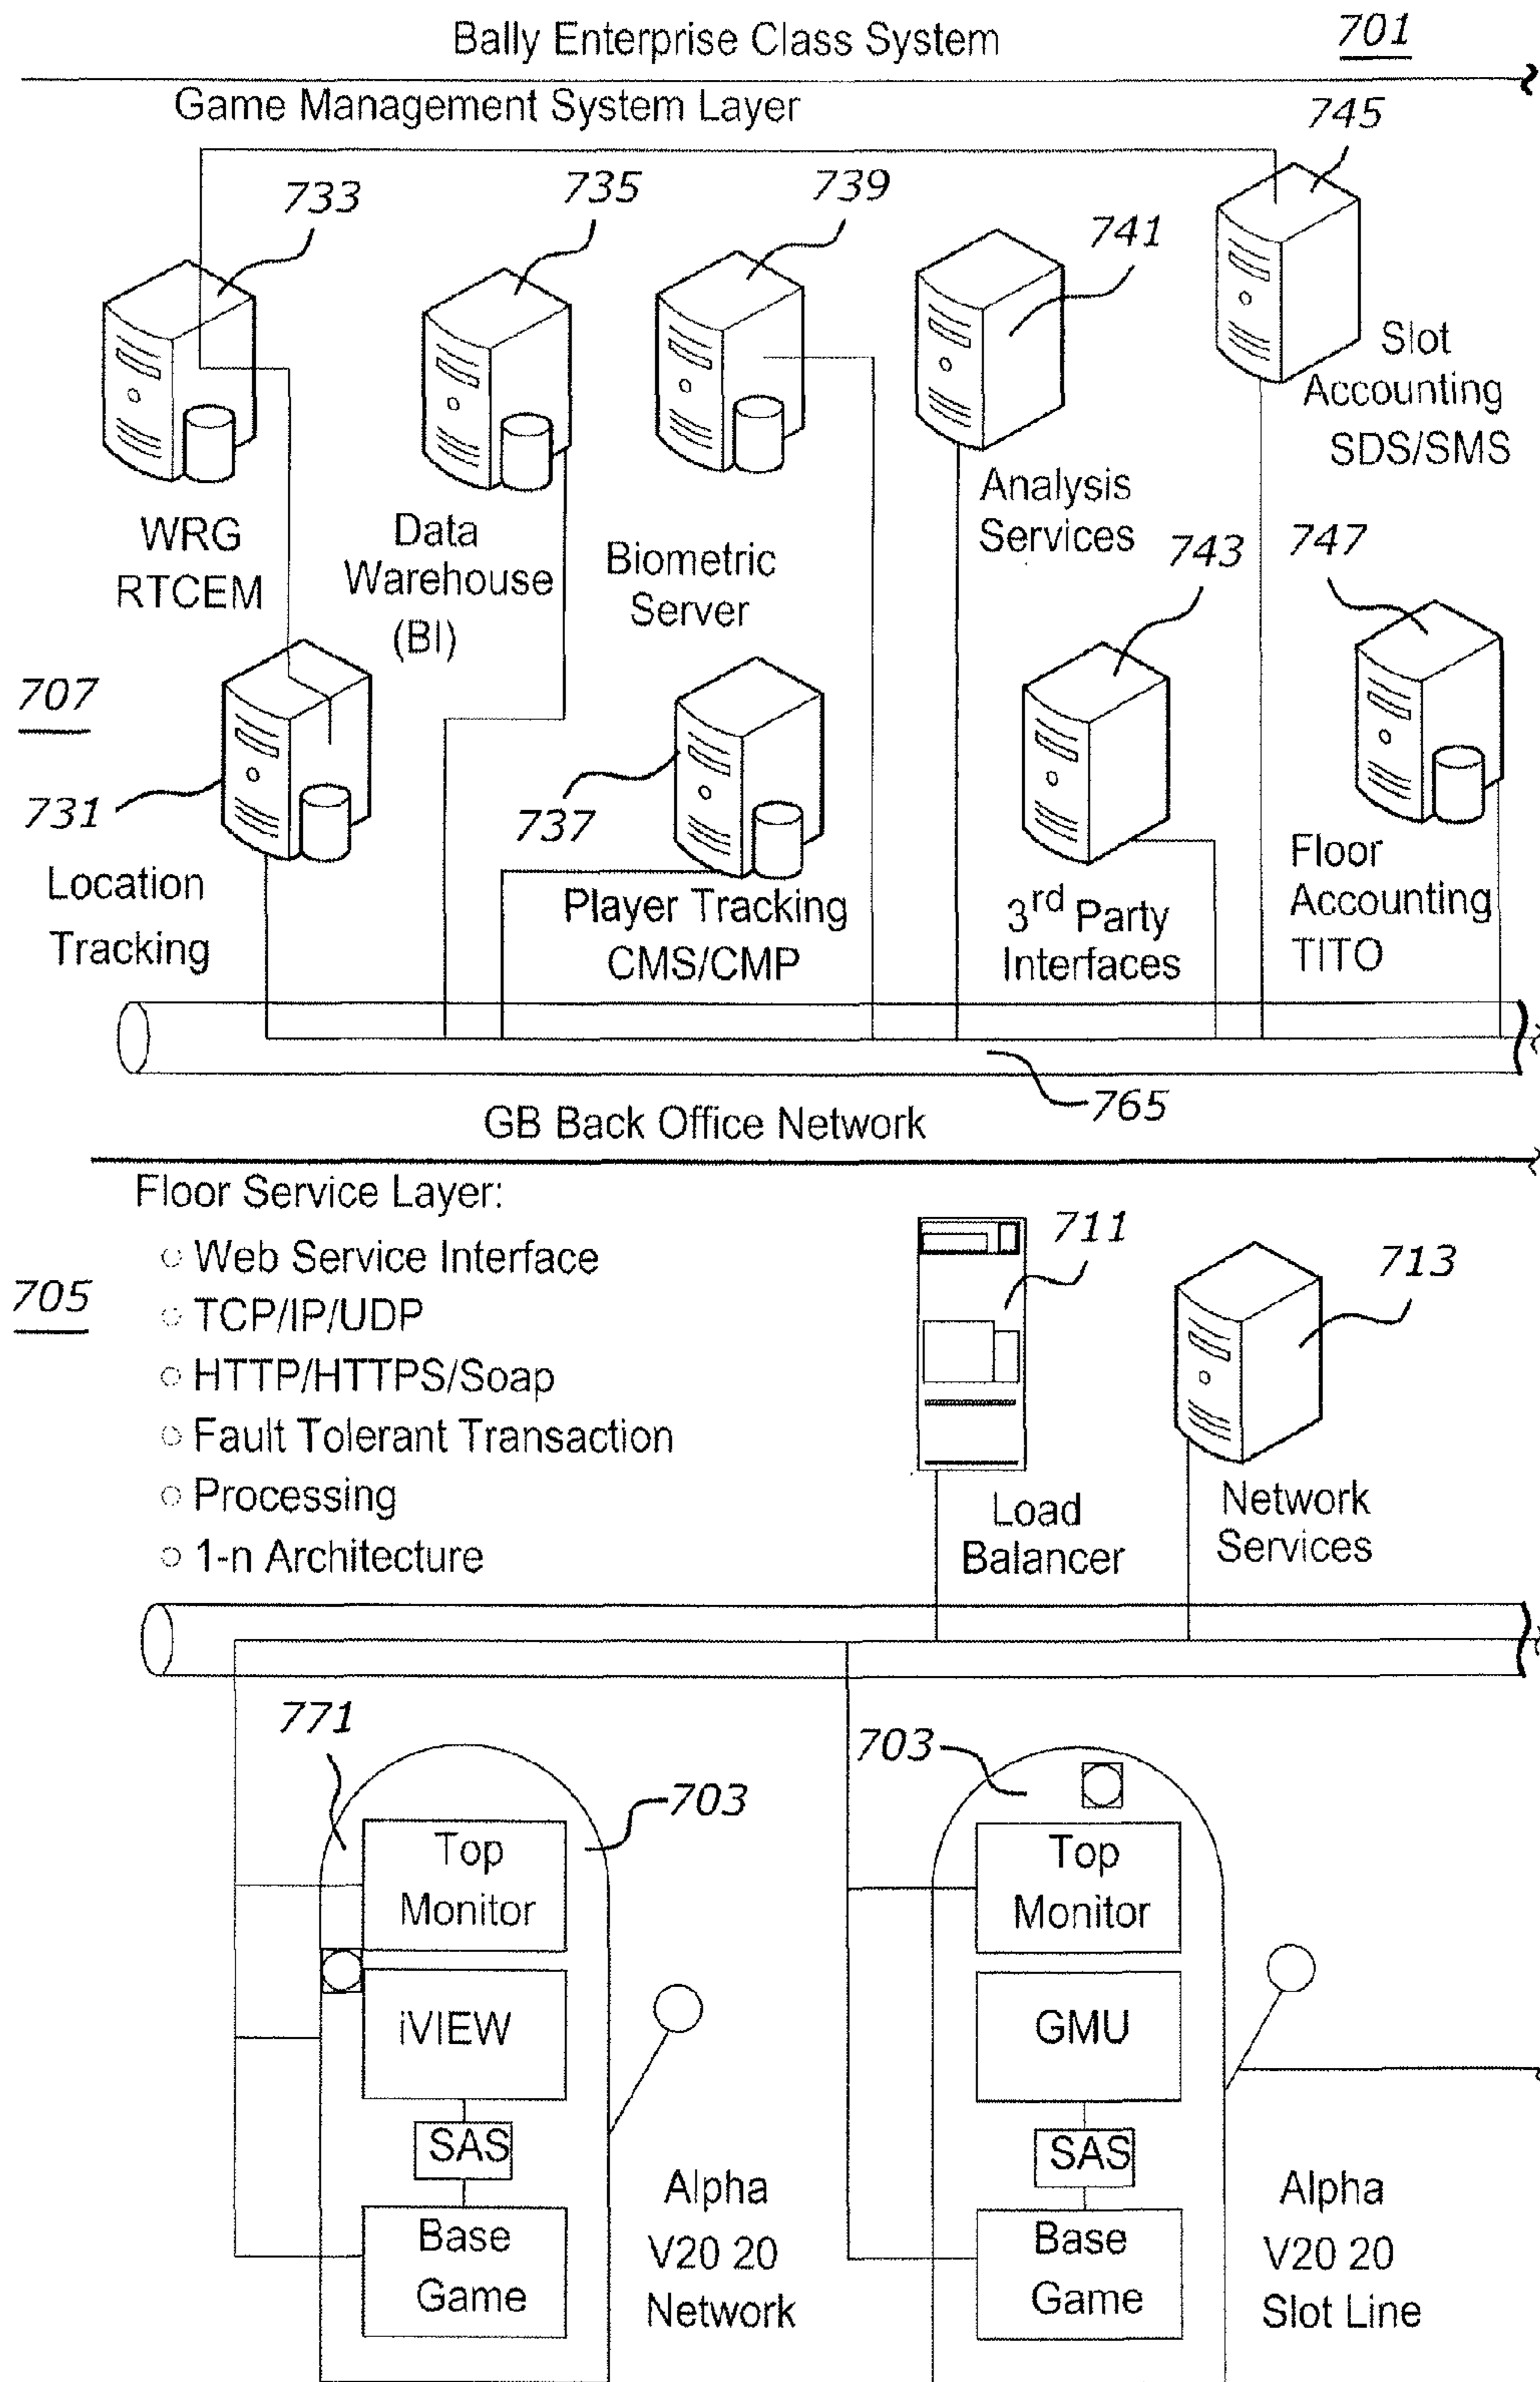 Bally Enterprise Class System
701
Game Management System Layer
745
733
735
739
741
Slot
Accounting
SDS/SMS
WRG
RTCEM
Data
Warehouse
(BI)
Biometric
Server
Analysis
Services
743
747
707
731
737
Location
Tracking
Player Tracking
CMS/CMP
3rd Party
Interfaces
Floor
Accounting
TITO
765
GB Back Office Network
Floor Service Layer:
○ Web Service Interface
○ TCP/IP/UDP
○ HTTP/HTTPS/Soap
○ Fault Tolerant Transaction
○ Processing
○ 1-n Architecture
705
711
713
Load
Balancer
Network
Services
771
703
703
Top
Monitor
iVIEW
SAS
Base
Game
Alpha
V20 20
Network
Top
Monitor
GMU
SAS
Base
Game
Alpha
V20 20
Slot Line